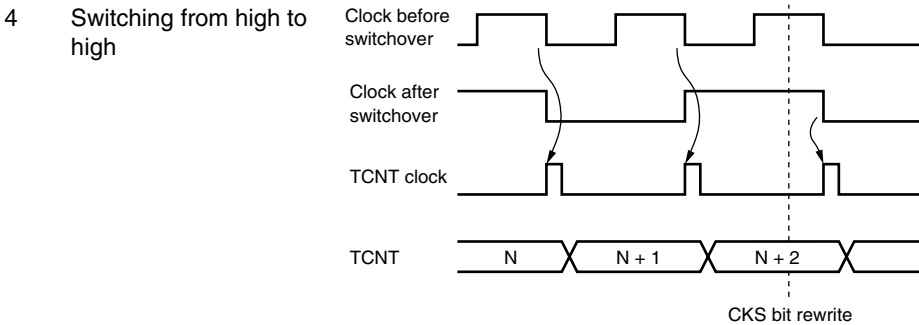 4 Switching from high to
high
Clock before
switchover
Clock after
switchover
TCNT clock
TCNT N N + 1 N + 2
CKS bit rewrite